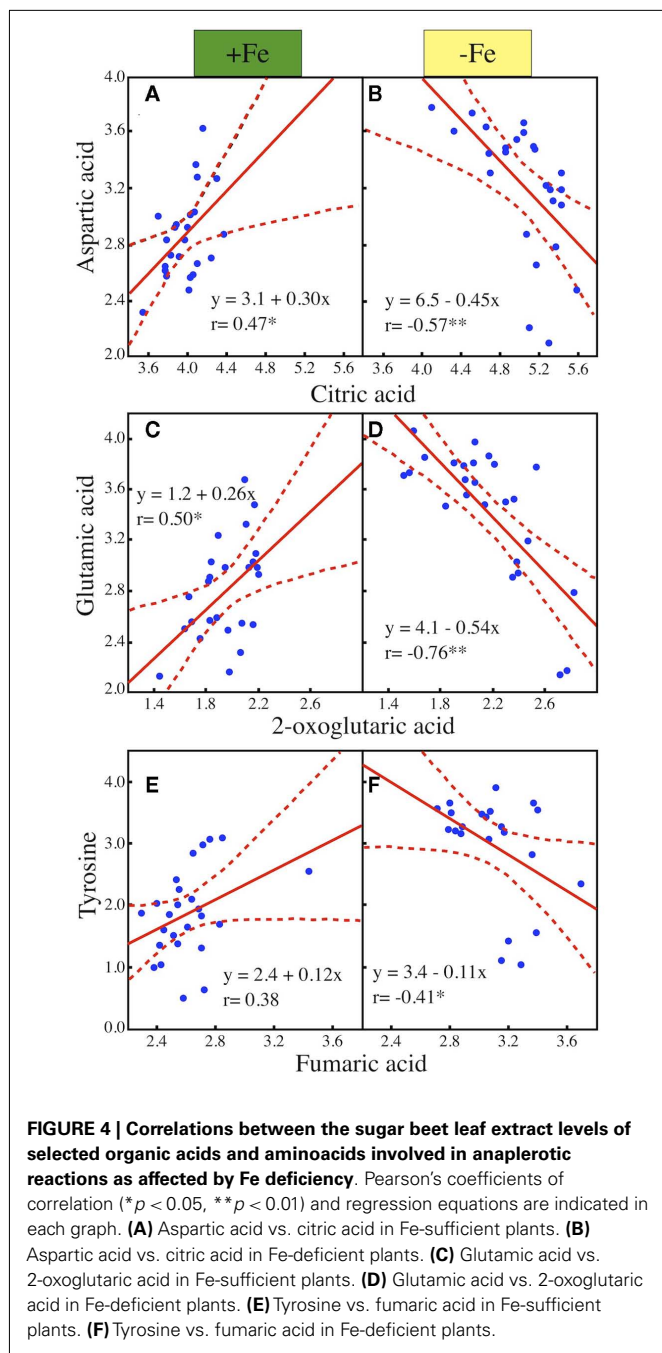 +Fe
-Fe
A
B
Aspartic acid
4.0
3.6
3.2
2.8
2.4
2.0
y = 3.1 + 0.30x
r= 0.47*
y = 6.5 - 0.45x
r= -0.57**
3.6 4.0 4.4 4.8 5.2 5.6
3.6 4.0 4.4 4.8 5.2 5.6
Citric acid
C
D
Glutamic acid
4.0
3.6
3.2
2.8
2.4
2.0
y = 1.2 + 0.26x
r= 0.50*
y = 4.1 - 0.54x
r= -0.76**
1.4 1.8 2.2 2.6
1.4 1.8 2.2 2.6
2-oxoglutaric acid
E
F
Tyrosine
4.0
3.0
2.0
1.0
0.0
y = 2.4 + 0.12x
r= 0.38
y = 3.4 - 0.11x
r= -0.41*
2.4 2.8 3.2 3.6
2.4 2.8 3.2 3.6
Fumaric acid
FIGURE 4 | Correlations between the sugar beet leaf extract levels of
selected organic acids and aminoacids involved in anaplerotic
reactions as affected by Fe deficiency. Pearson's coefficients of
correlation (*p < 0.05, **p < 0.01) and regression equations are indicated in
each graph. (A) Aspartic acid vs. citric acid in Fe-sufficient plants. (B)
Aspartic acid vs. citric acid in Fe-deficient plants. (C) Glutamic acid vs.
2-oxoglutaric acid in Fe-sufficient plants. (D) Glutamic acid vs. 2-oxoglutaric
acid in Fe-deficient plants. (E) Tyrosine vs. fumaric acid in Fe-sufficient
plants. (F) Tyrosine vs. fumaric acid in Fe-deficient plants.